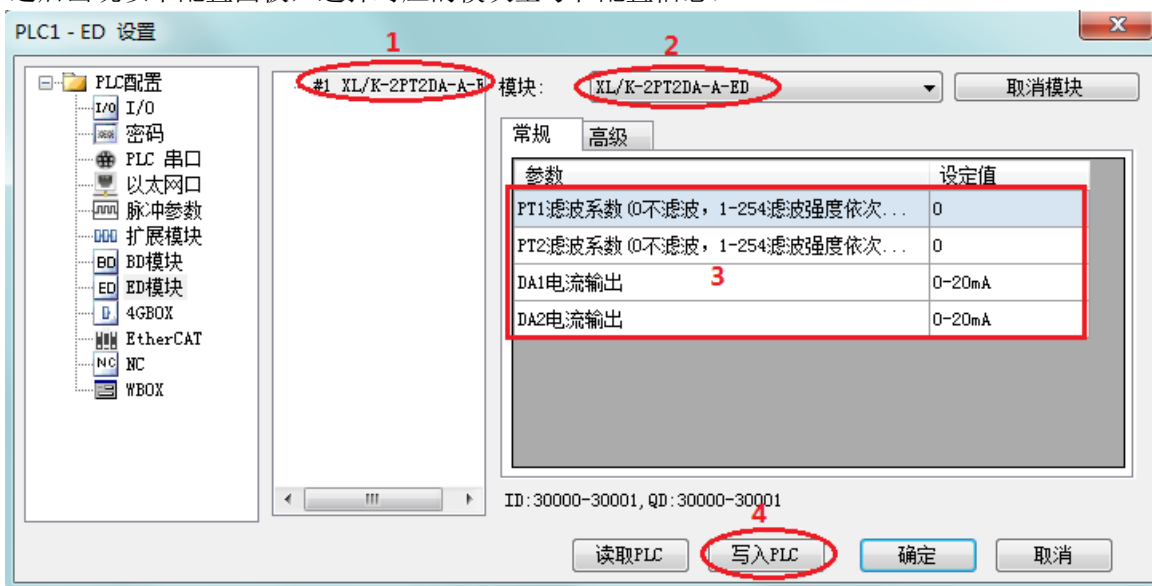 PLC1 - ED 设置
1
2
PLC配置
I/O I/O
密码
PLC 串口
以太网口
脉冲参数
扩展模块
BD BD模块
ED ED模块
4GBOX
EtherCAT
NC NC
WBOX
#1 XL/K-2PT2DA-A-E
模块:
XL/K-2PT2DA-A-ED
取消模块
常规 高级
参数 设定值
PT1滤波系数(0不滤波，1-254滤波强度依次... 0
PT2滤波系数(0不滤波，1-254滤波强度依次... 0
DA1电流输出 3 0-20mA
DA2电流输出 0-20mA
ID:30000-30001,QD:30000-30001
4
读取PLC 写入PLC 确定 取消